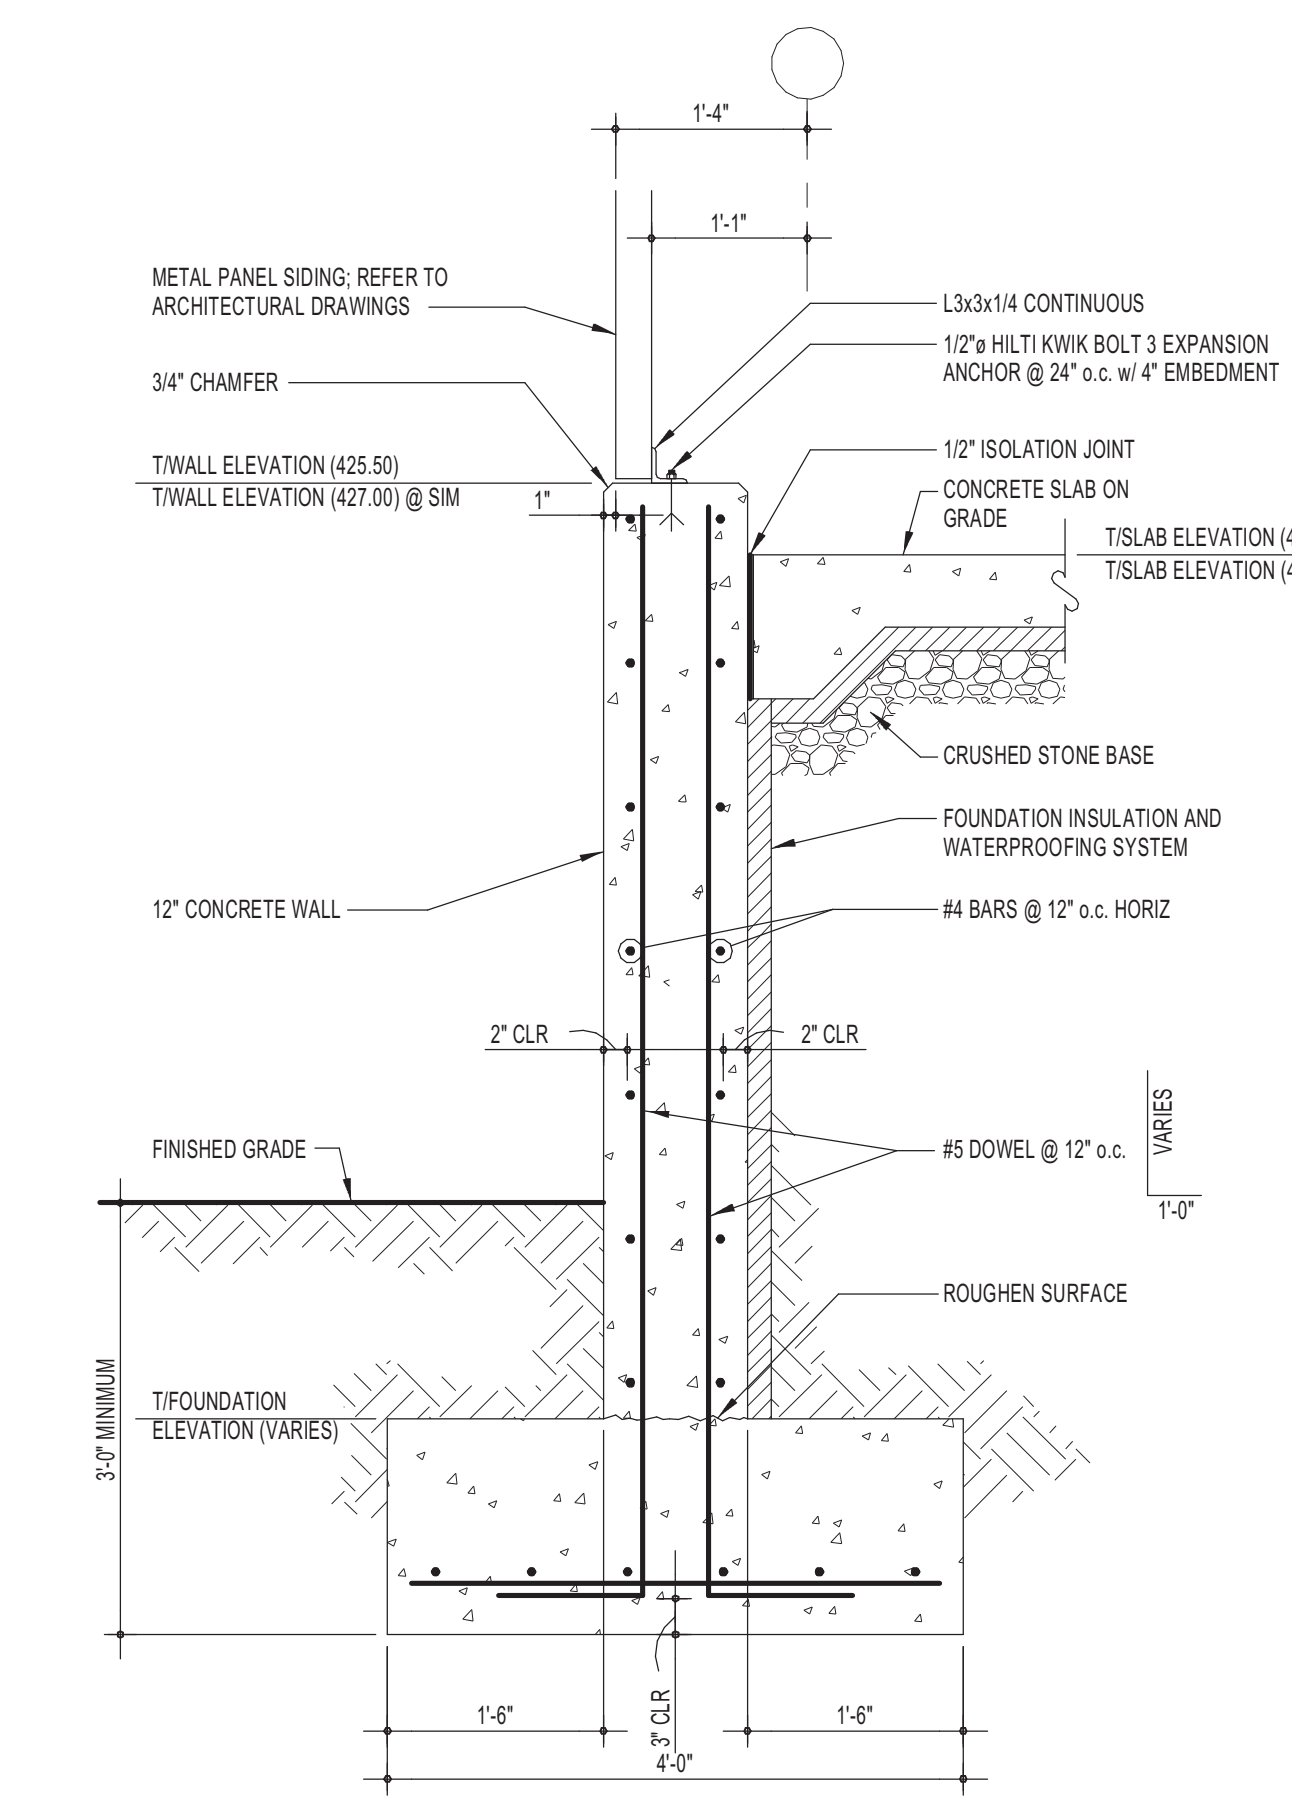 1'-4"
1'-1"
METAL PANEL SIDING; REFER TO
ARCHITECTURAL DRAWINGS
L3x3x1/4 CONTINUOUS
1/2"ø HILTI KWIK BOLT 3 EXPANSION
ANCHOR @ 24" o.c. w/ 4" EMBEDMENT
3/4" CHAMFER
1/2" ISOLATION JOINT
T/WALL ELEVATION (425.50)
T/WALL ELEVATION (427.00) @ SIM
1"
CONCRETE SLAB ON
GRADE
T/SLAB ELEVATION (4
T/SLAB ELEVATION (4
CRUSHED STONE BASE
FOUNDATION INSULATION AND
WATERPROOFING SYSTEM
12" CONCRETE WALL
#4 BARS @ 12" o.c. HORIZ
2" CLR
2" CLR
FINISHED GRADE
#5 DOWEL @ 12" o.c.
VARIES
1'-0"
ROUGHEN SURFACE
3'-0" MINIMUM
T/FOUNDATION
ELEVATION (VARIES)
1'-6"
3" CLR
1'-6"
4'-0"